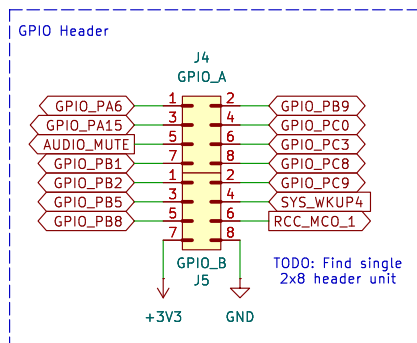 GPIO Header
J4
GPIO_A
GPIO_PA6 1 2 GPIO_PB9
GPIO_PA15 3 4 GPIO_PC0
AUDIO_MUTE 5 6 GPIO_PC3
GPIO_PB1 7 8 GPIO_PC8
GPIO_PB2 1 2 GPIO_PC9
GPIO_PB5 3 4 SYS_WKUP4
GPIO_PB8 5 6 RCC_MCO_1
7 8
GPIO_B
J5
TODO: Find single
2x8 header unit
+3V3 GND